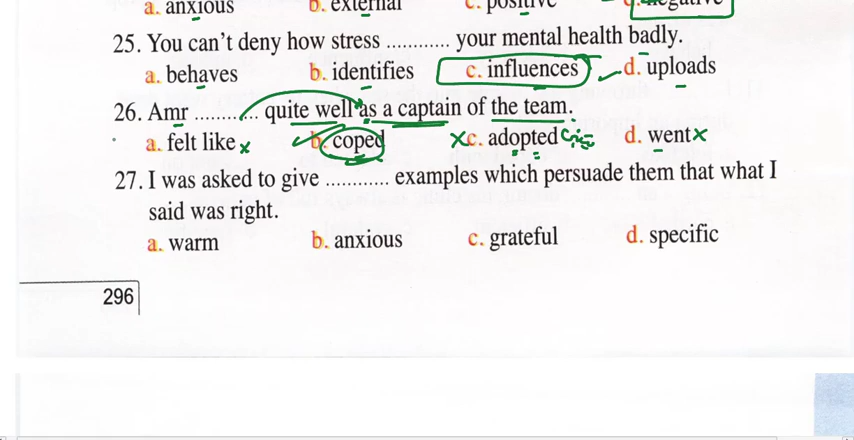 a. anxious b. external c. positive d. negative
25. You can't deny how stress ............ your mental health badly.
a. behaves b. identifies c. influences d. uploads
26. Amr ............ quite well as a captain of the team.
a. felt like x b. coped x c. adopted d. went x
27. I was asked to give ............ examples which persuade them that what I
said was right.
a. warm b. anxious c. grateful d. specific
296